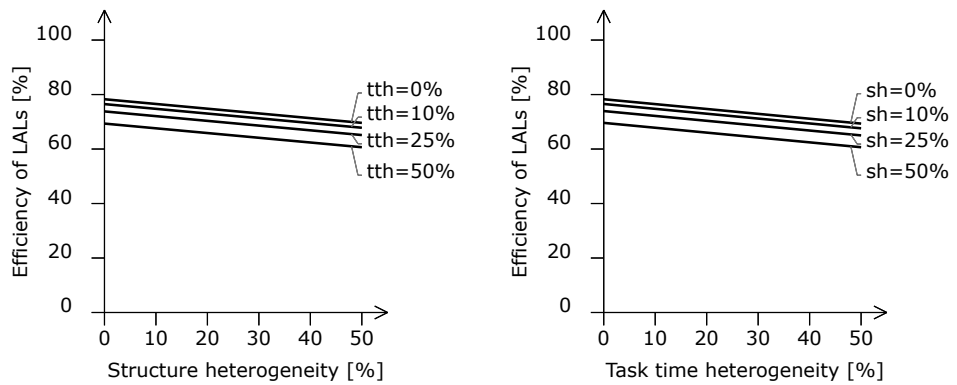 Efficiency of LALs [%]
100
80
60
40
20
0
tth=0%
tth=10%
tth=25%
tth=50%
0 10 20 30 40 50
Structure heterogeneity [%]
Efficiency of LALs [%]
100
80
60
40
20
0
sh=0%
sh=10%
sh=25%
sh=50%
0 10 20 30 40 50
Task time heterogeneity [%]